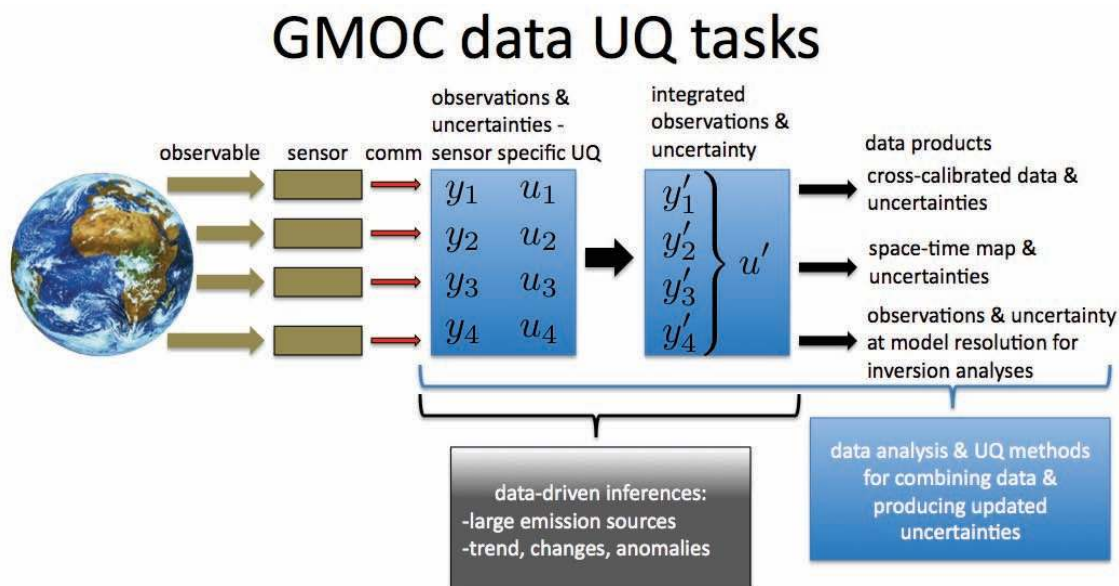 GMOC data UQ tasks
observable
sensor
comm
observations &
uncertainties -
sensor specific UQ
integrated
observations &
uncertainty
data products
y1 u1
y2 u2
y3 u3
y4 u4
y′1
y′2
y′3
y′4
u′
cross-calibrated data &
uncertainties
space-time map &
uncertainties
observations & uncertainty
at model resolution for
inversion analyses
data-driven inferences:
-large emission sources
-trend, changes, anomalies
data analysis & UQ methods
for combining data &
producing updated
uncertainties